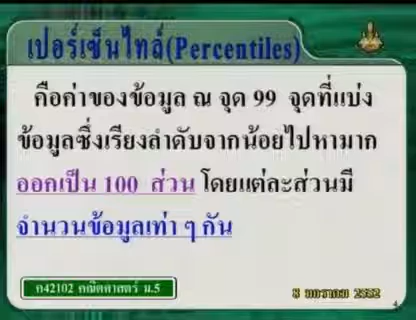 เปอร์เซ็นไทล์(Percentiles)
คือค่าของข้อมูล ณ จุด 99 จุดที่แบ่ง
ข้อมูลซึ่งเรียงลำดับจากน้อยไปหามาก
ออกเป็น 100 ส่วน โดยแต่ละส่วนมี
จำนวนข้อมูลเท่า ๆ กัน
ค42102 คณิตศาสตร์ ม.5
8 มกราคม 2552
4